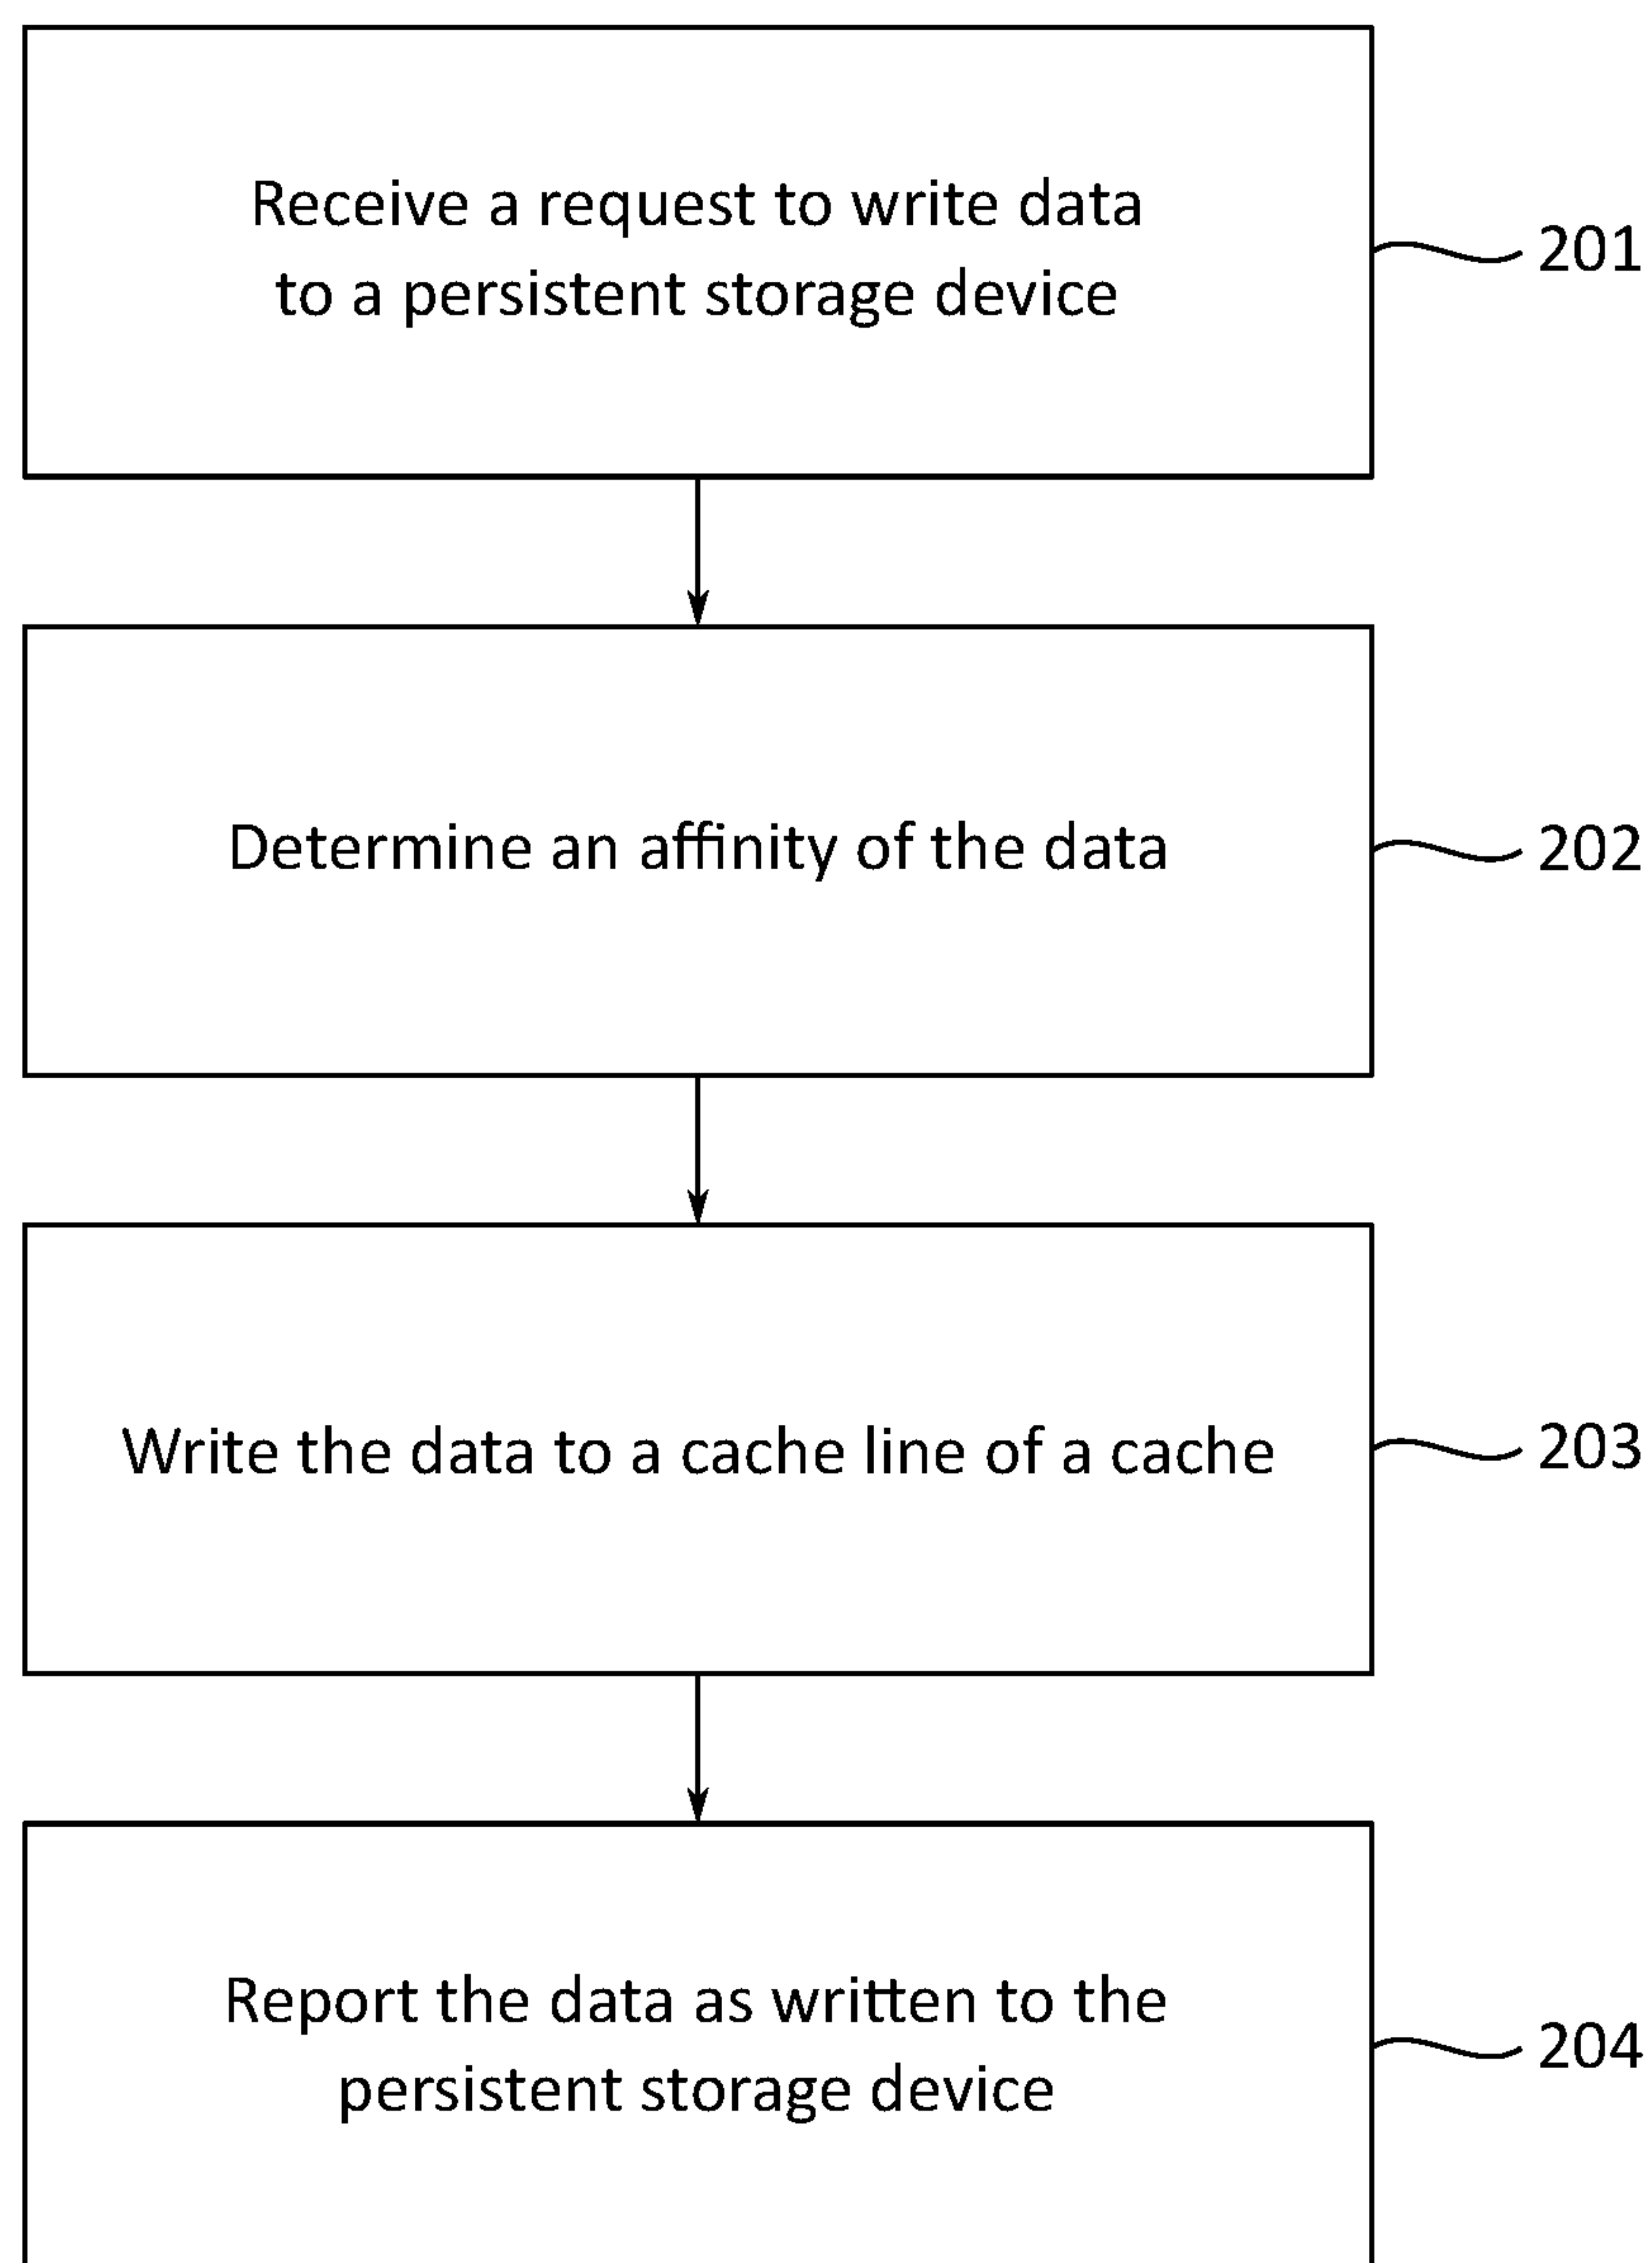 Receive a request to write data
to a persistent storage device
201
Determine an affinity of the data
202
Write the data to a cache line of a cache
203
Report the data as written to the
persistent storage device
204